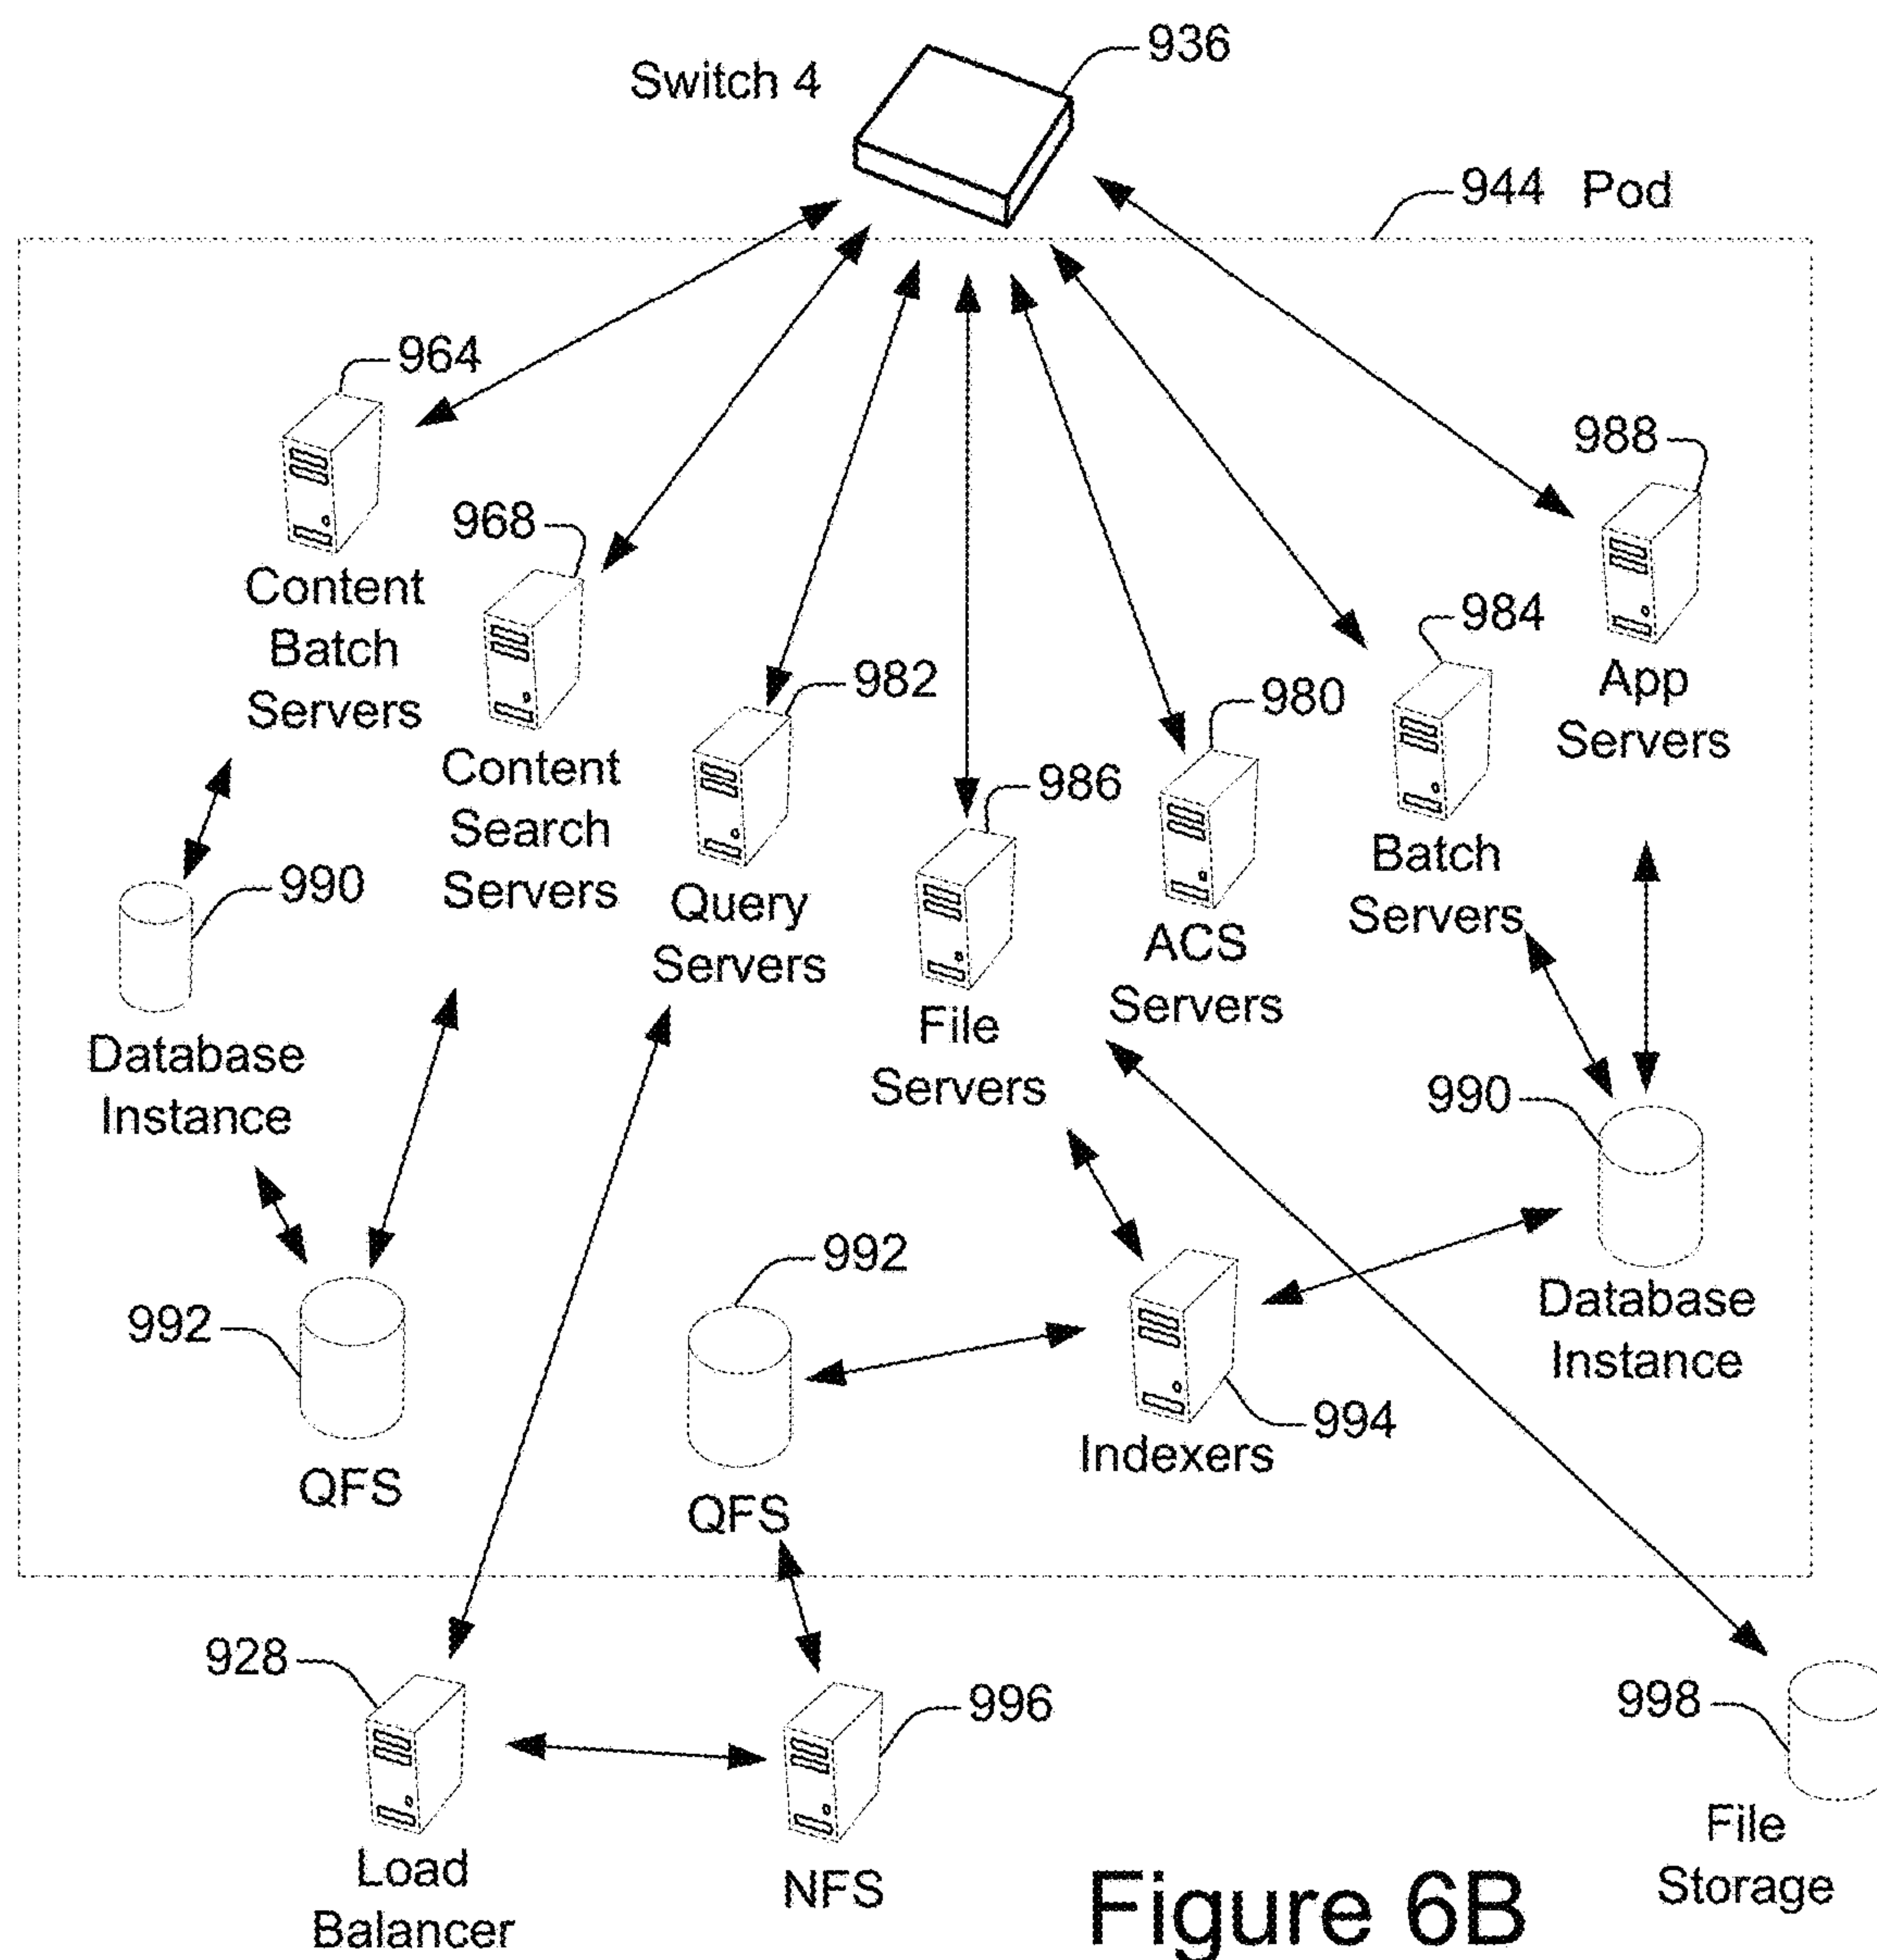 936
Switch 4
944 Pod
964
988
968
Content
Batch
Servers
984
982
980
App
Servers
Content
Search
Servers
986
990
Batch
Servers
Query
Servers
ACS
Servers
File
Servers
Database
Instance
990
992
992
Database
Instance
994
Indexers
QFS
QFS
928
996
998
Load
Balancer
NFS
File
Storage
Figure 6B